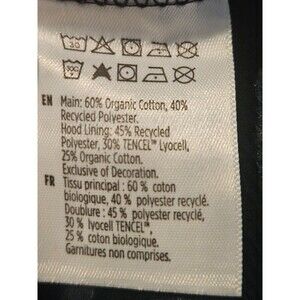 30
30C
EN Main: 60% Organic Cotton, 40%
Recycled Polyester.
Hood Lining: 45% Recycled
Polyester, 30% TENCEL™ Lyocell,
25% Organic Cotton.
Exclusive of Decoration.
FR Tissu principal : 60 % coton
biologique, 40 % polyester recyclé.
Doublure : 45 % polyester recyclé,
30 % lyocell TENCEL™,
25 % coton biologique.
Garnitures non comprises.